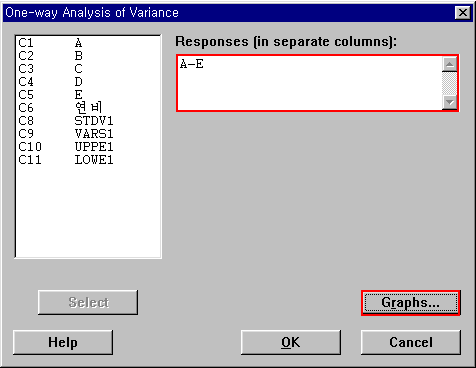 One-way Analysis of Variance
C1 A
C2 B
C3 C
C4 D
C5 E
C6 연비
C8 STDV1
C9 VARS1
C10 UPPE1
C11 LOWE1
Responses (in separate columns):
A-E
Select
Graphs...
Help
OK
Cancel